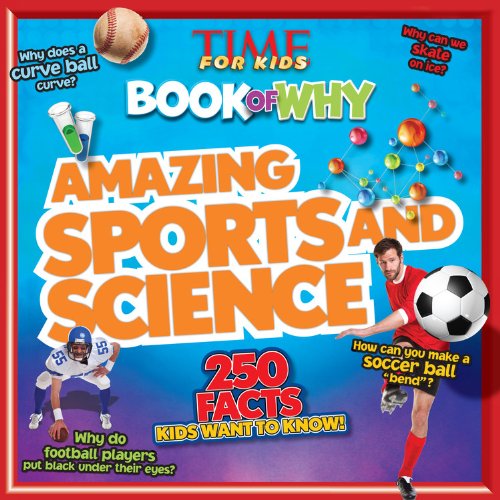 Why does a
curve ball
curve?
TIME
FOR KIDS
Why can we
skate
on ice?
BOOK OF WHY
AMAZING
SPORTS AND
SCIENCE
55
55
250
FACTS
KIDS WANT TO KNOW!
How can you make a
soccer ball
"bend"?
Why do
football players
put black under their eyes?